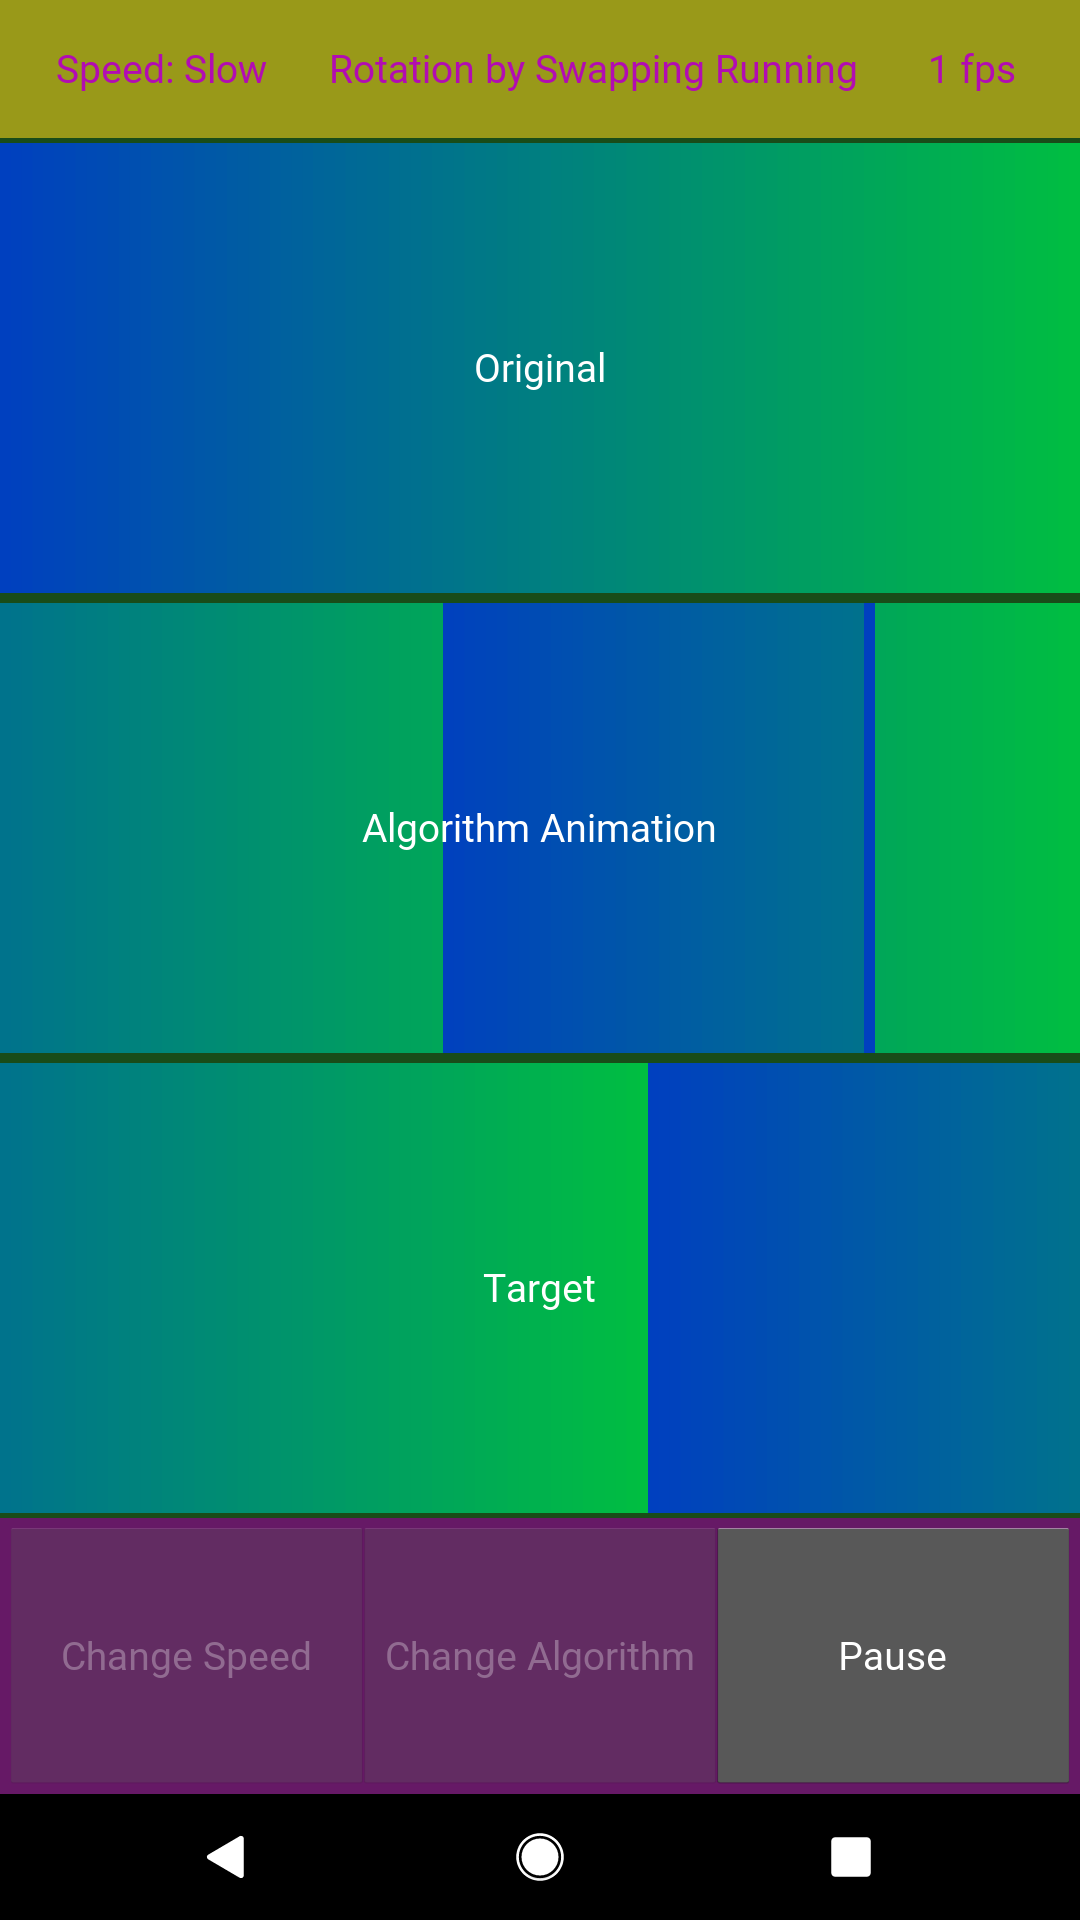 Speed: Slow Rotation by Swapping Running 1 fps
Original
Algorithm Animation
Target
Change Speed Change Algorithm Pause